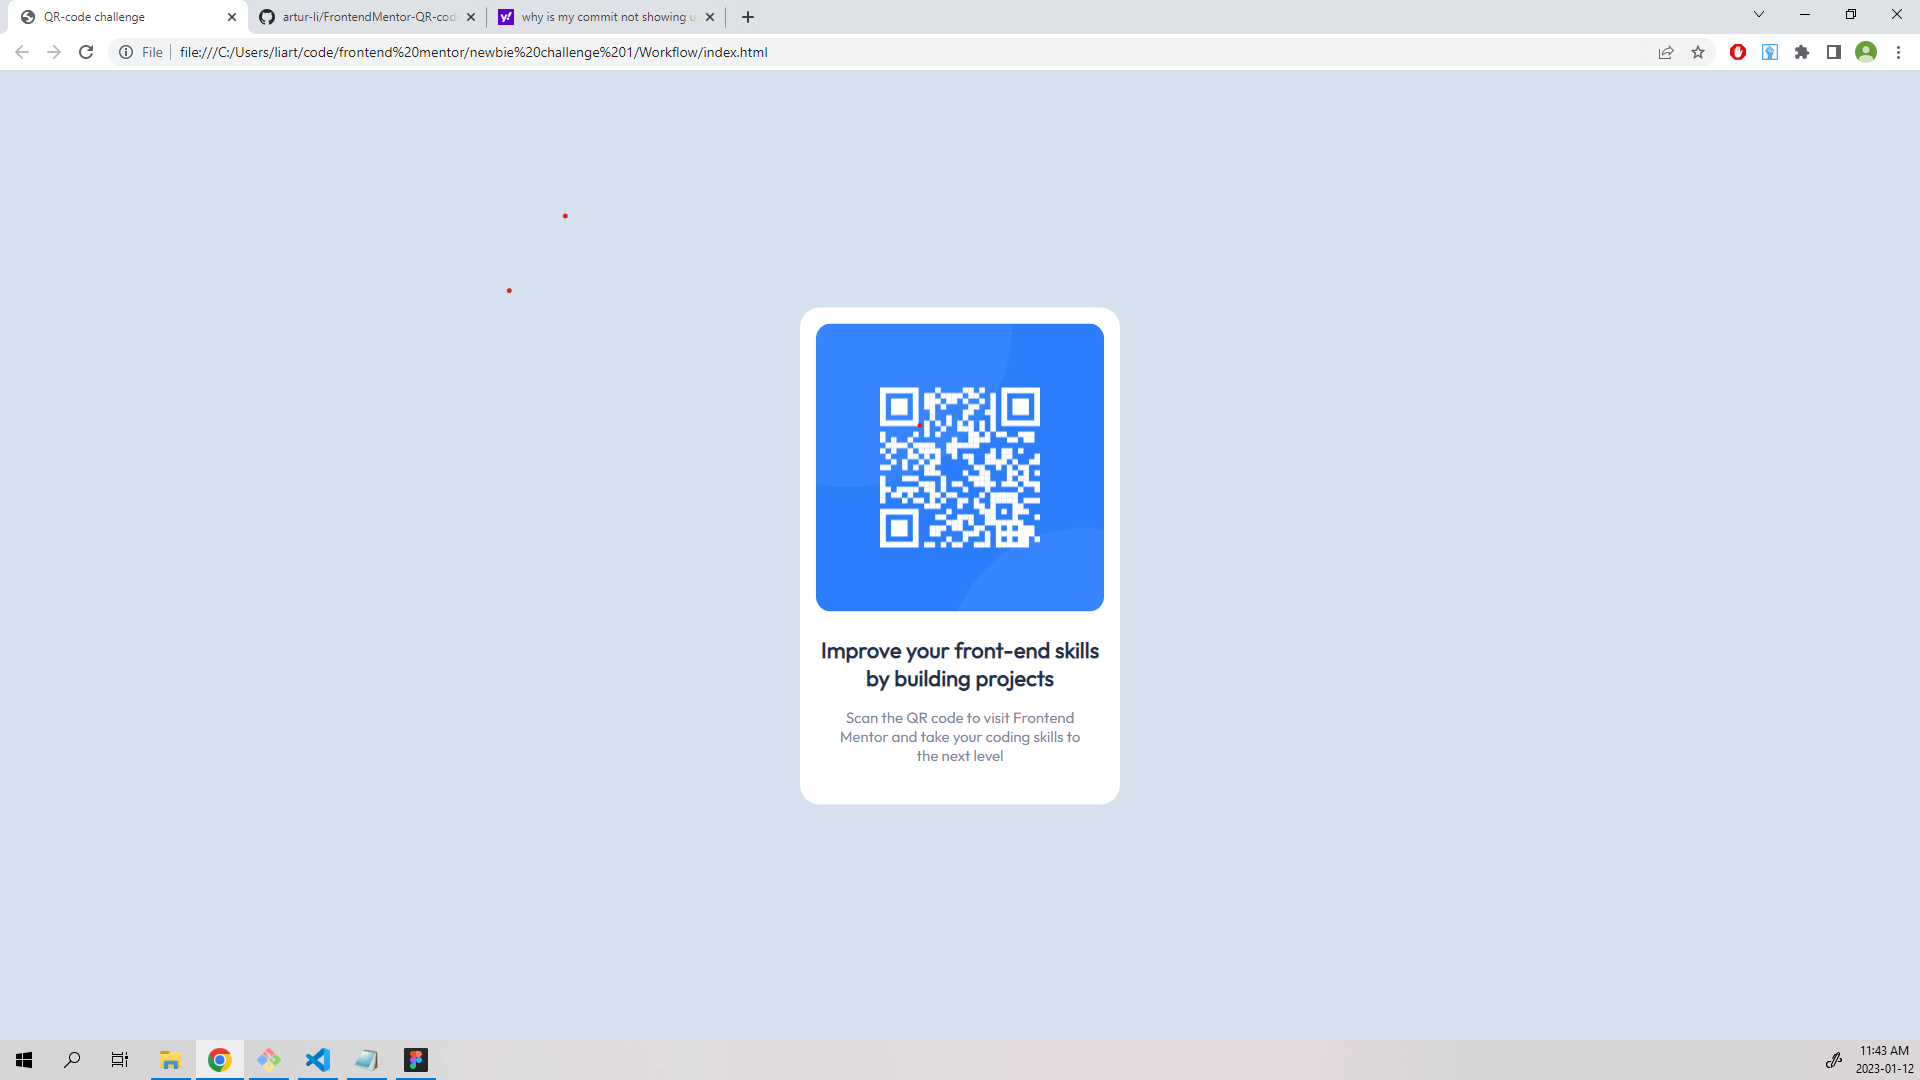 QR-code challenge
artur-li/FrontendMentor-QR-cod
why is my commit not showing u
File
file:///C:/Users/liart/code/frontend%20mentor/newbie%20challenge%201/Workflow/index.html
Improve your front-end skills
by building projects
Scan the QR code to visit Frontend
Mentor and take your coding skills to
the next level
11:43 AM
2023-01-12